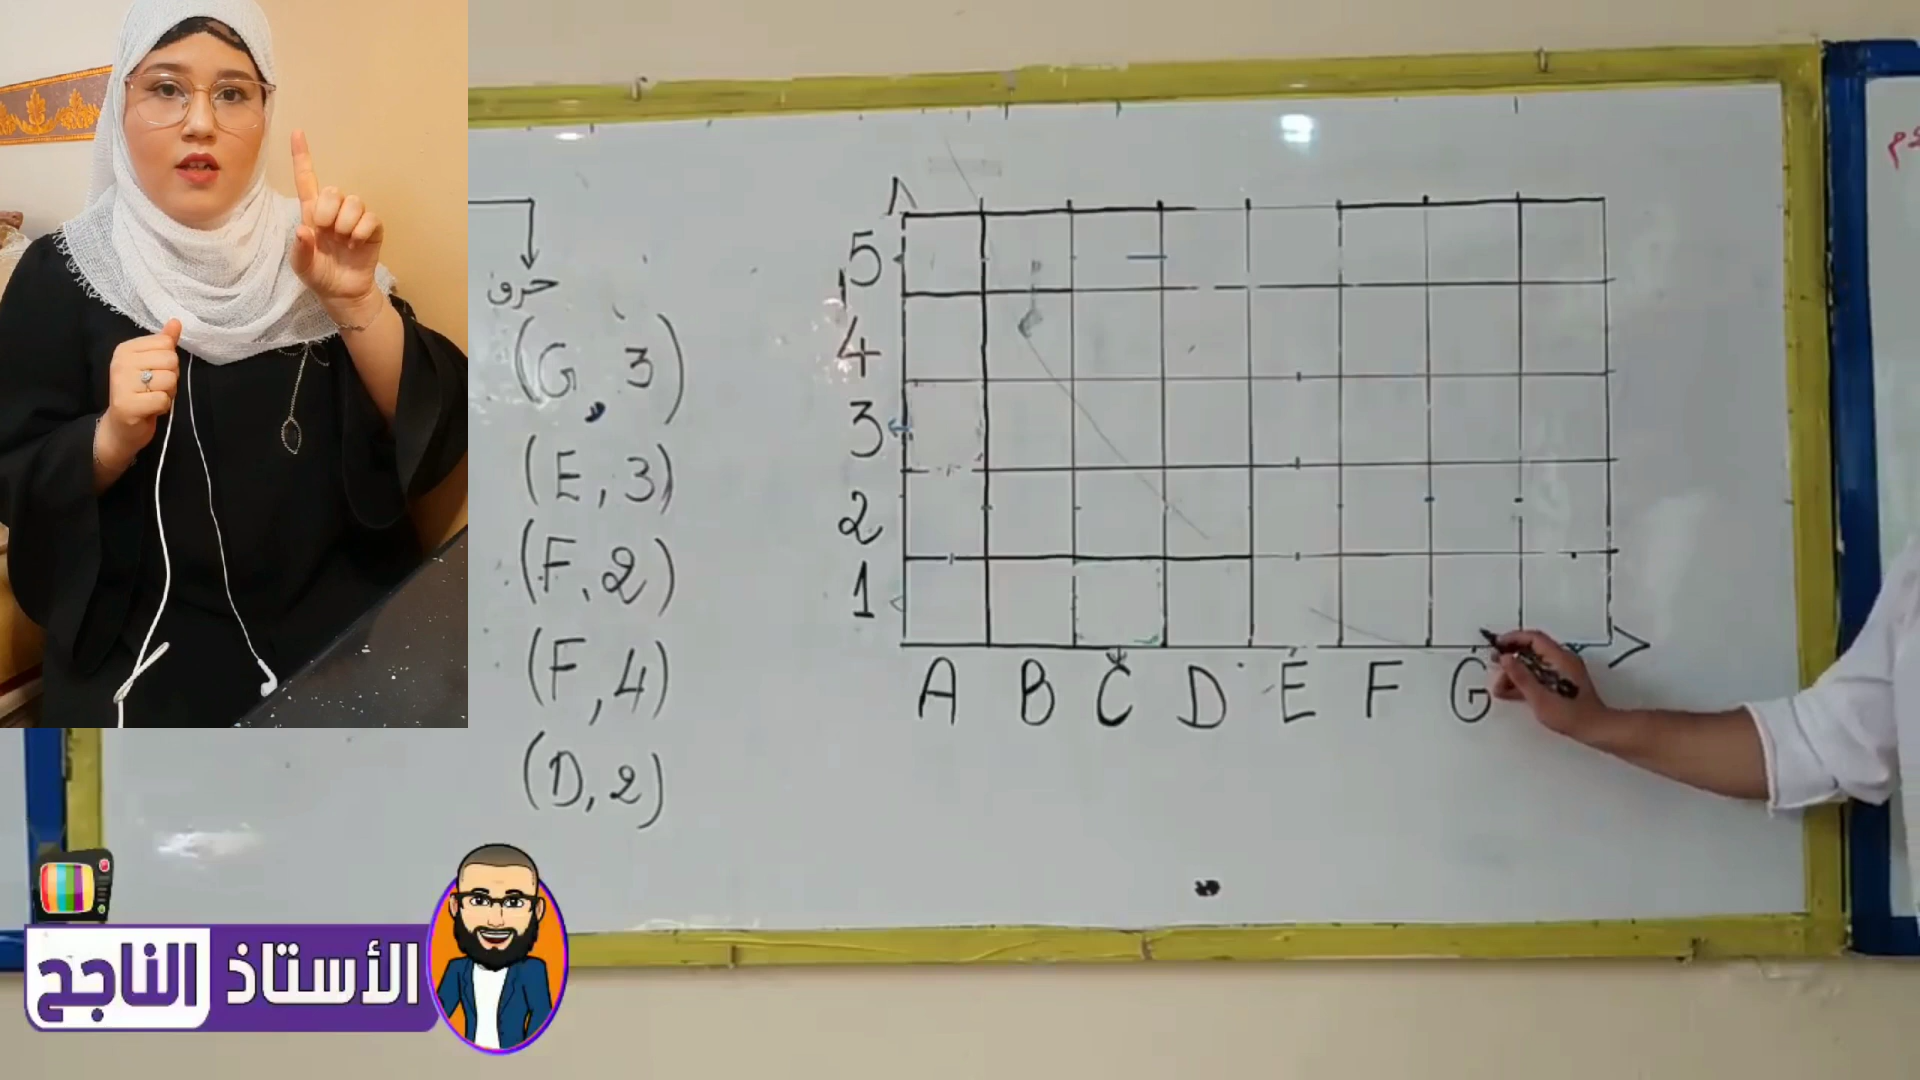 حرف
(G, 3)
(E, 3)
(F, 2)
(F, 4)
(D, 2)
5
4
3
2
1
A B C D E F G
الأستاذ الناجح